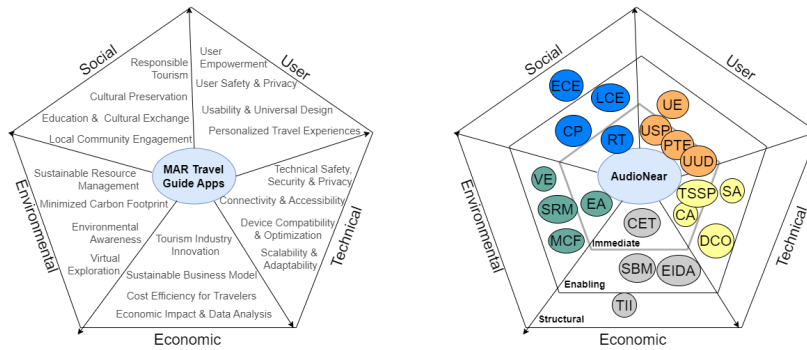 Social
User
Environmental
Technical
Economic
MAR Travel
Guide Apps
Responsible
Tourism
Cultural Preservation
Education & Cultural Exchange
Local Community Engagement
User
Empowerment
User Safety & Privacy
Usability & Universal Design
Personalized Travel Experiences
Sustainable Resource
Management
Minimized Carbon Footprint
Environmental
Awareness
Virtual
Exploration
Technical Safety,
Security & Privacy
Connectivity & Accessibility
Device Compatibility
& Optimization
Scalability &
Adaptability
Tourism Industry
Innovation
Sustainable Business Model
Cost Efficiency for Travelers
Economic Impact & Data Analysis
Social
User
Environmental
Technical
Economic
AudioNear
ECE
LCE
CP
RT
UE
USP
PTE
UUD
VE
SRM
EA
MCF
TSSP
SA
CA
DCO
CET
SBM
EIDA
TII
Immediate
Enabling
Structural